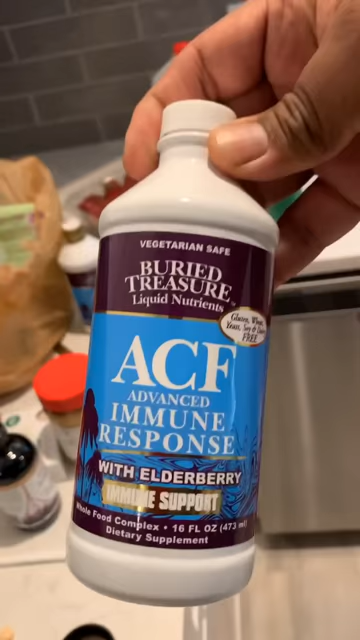 VEGETARIAN SAFE
BURIED
TREASURE
Liquid Nutrients
Gluten, Wheat,
Yeast, Soy & Dairy
FREE
ACF
ADVANCED
IMMUNE
RESPONSE
WITH ELDERBERRY
IMMUNE SUPPORT
Whole Food Complex • 16 FL OZ (473 ml)
Dietary Supplement